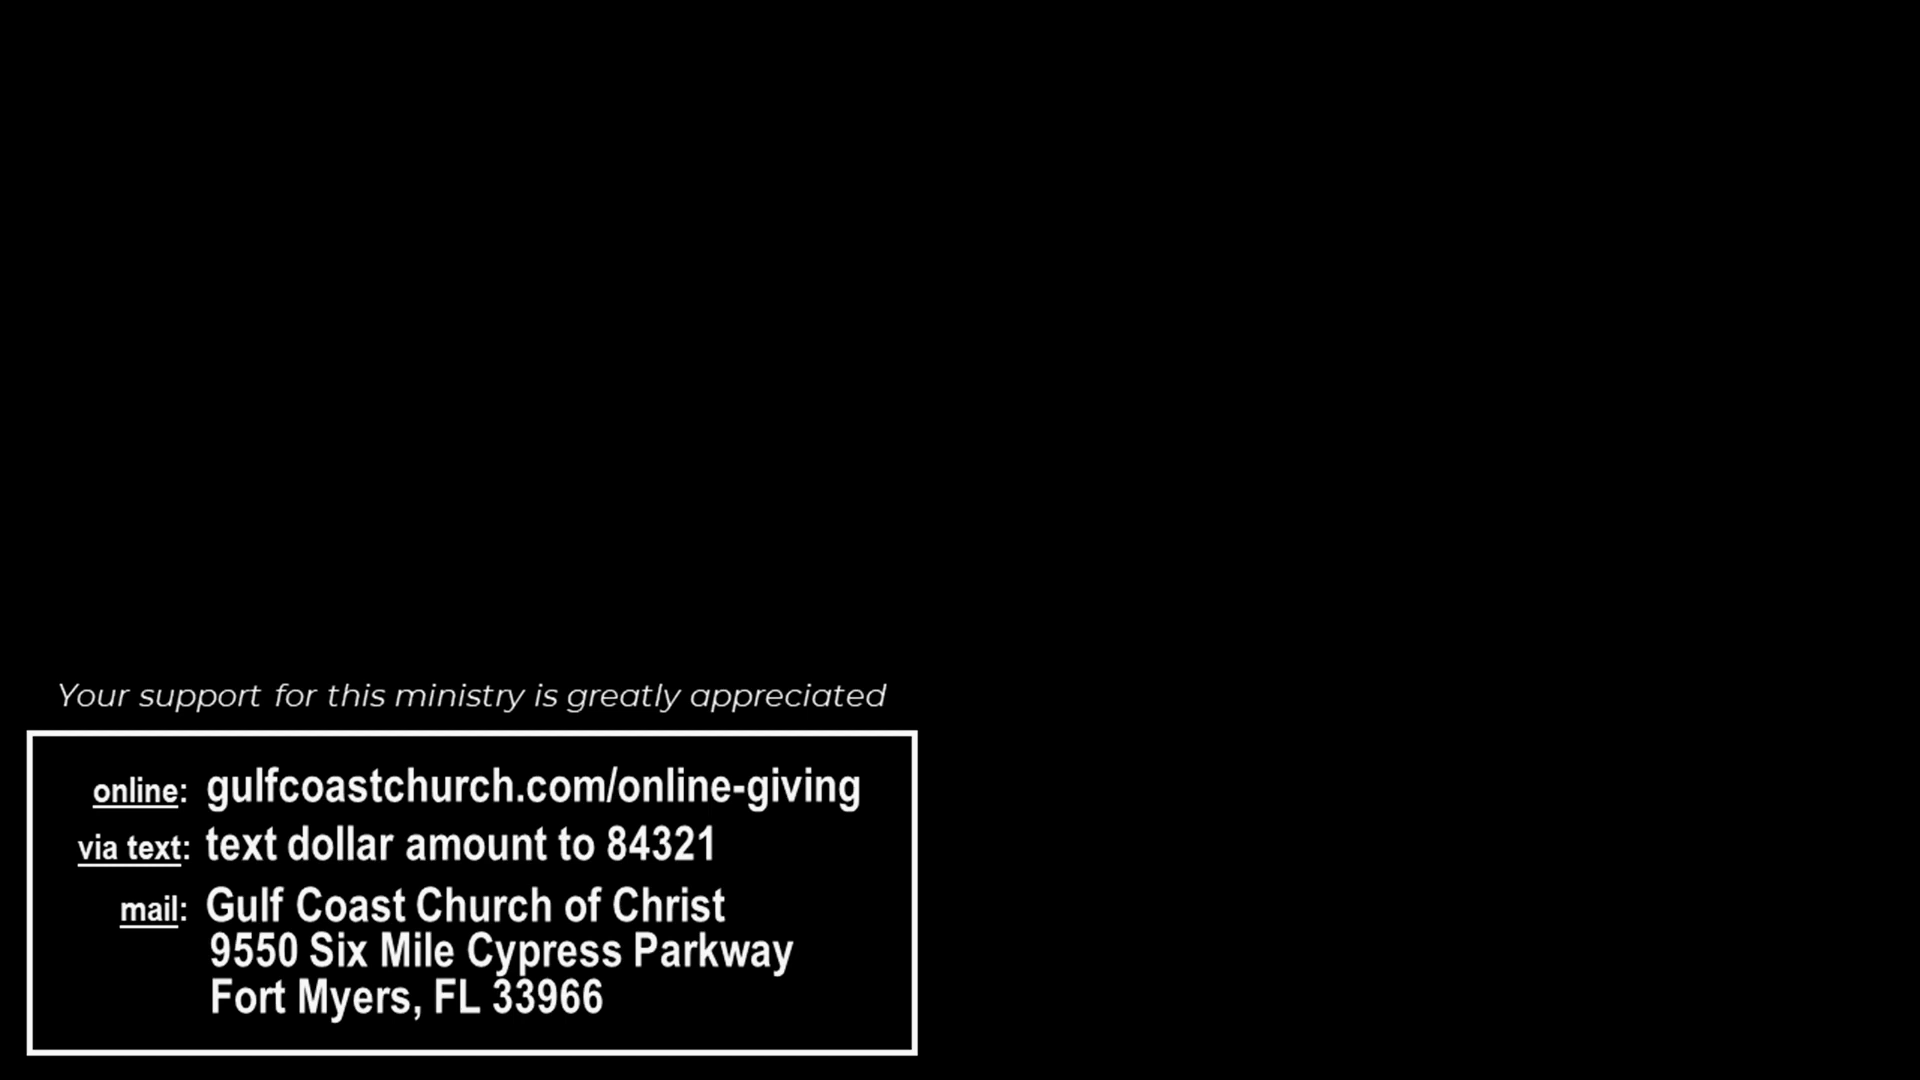 Your support for this ministry is greatly appreciated
online: gulfcoastchurch.com/online-giving
via text: text dollar amount to 84321
mail: Gulf Coast Church of Christ
9550 Six Mile Cypress Parkway
Fort Myers, FL 33966